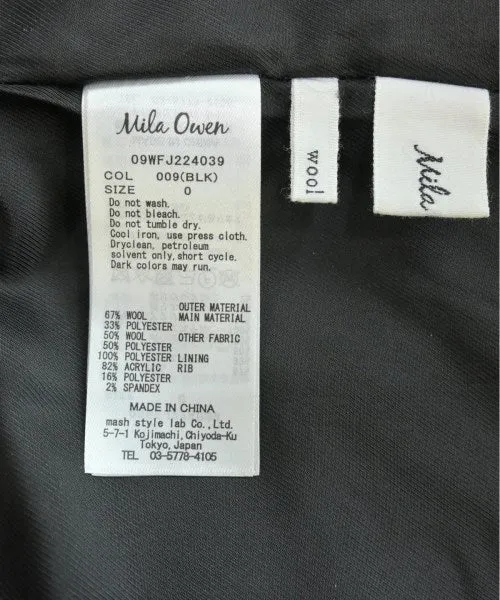 Mila Owen
09WFJ224039
COL 009(BLK)
SIZE 0
Do not wash.
Do not bleach.
Do not tumble dry.
Cool iron, use press cloth.
Dryclean, petroleum
solvent only,short cycle.
Dark colors may run.
OUTER MATERIAL
67% WOOL MAIN MATERIAL
33% POLYESTER
50% WOOL OTHER FABRIC
50% POLYESTER
100% POLYESTER LINING
82% ACRYLIC RIB
16% POLYESTER
2% SPANDEX
MADE IN CHINA
mash style lab Co.,Ltd.
5-7-1 Kojimachi,Chiyoda-Ku
Tokyo,Japan
TEL 03-5778-4105
wool
Mila